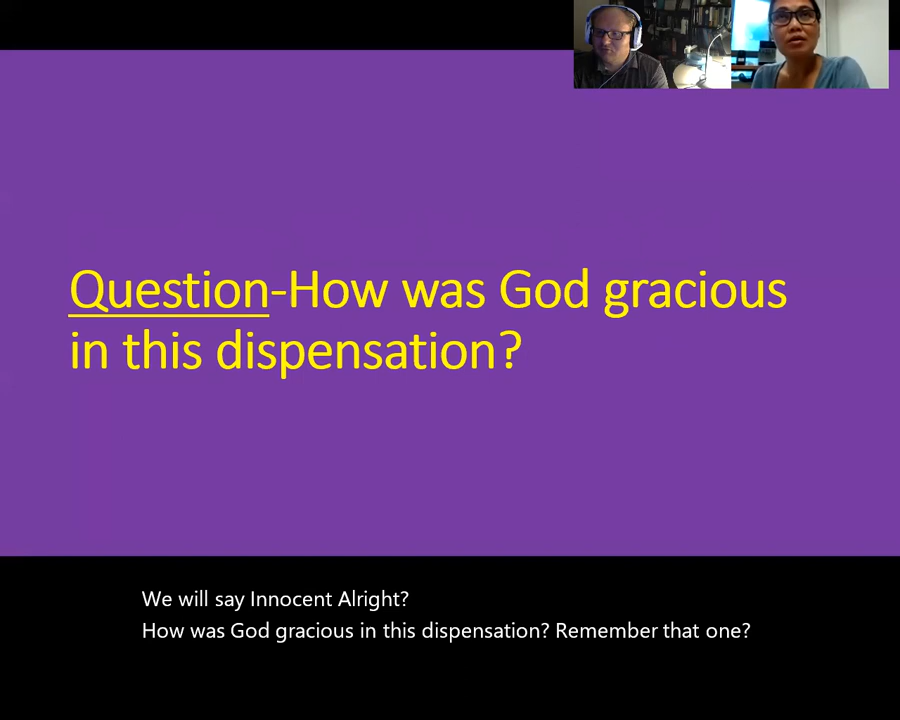 Question-How was God gracious
in this dispensation?
We will say Innocent Alright?
How was God gracious in this dispensation? Remember that one?